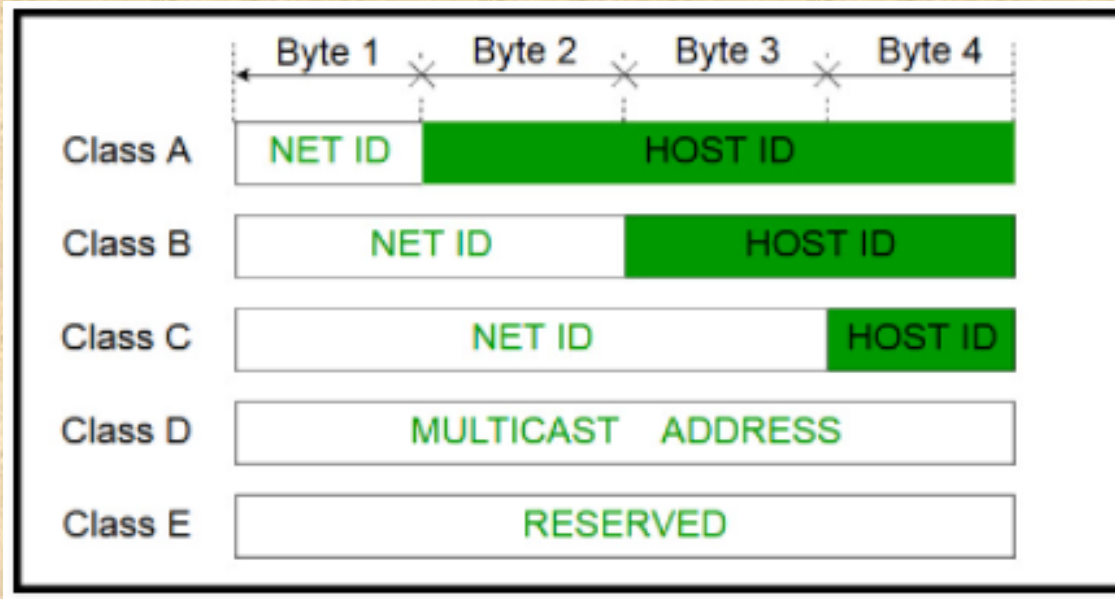 Byte 1 Byte 2 Byte 3 Byte 4
Class A NET ID HOST ID
Class B NET ID HOST ID
Class C NET ID HOST ID
Class D MULTICAST ADDRESS
Class E RESERVED